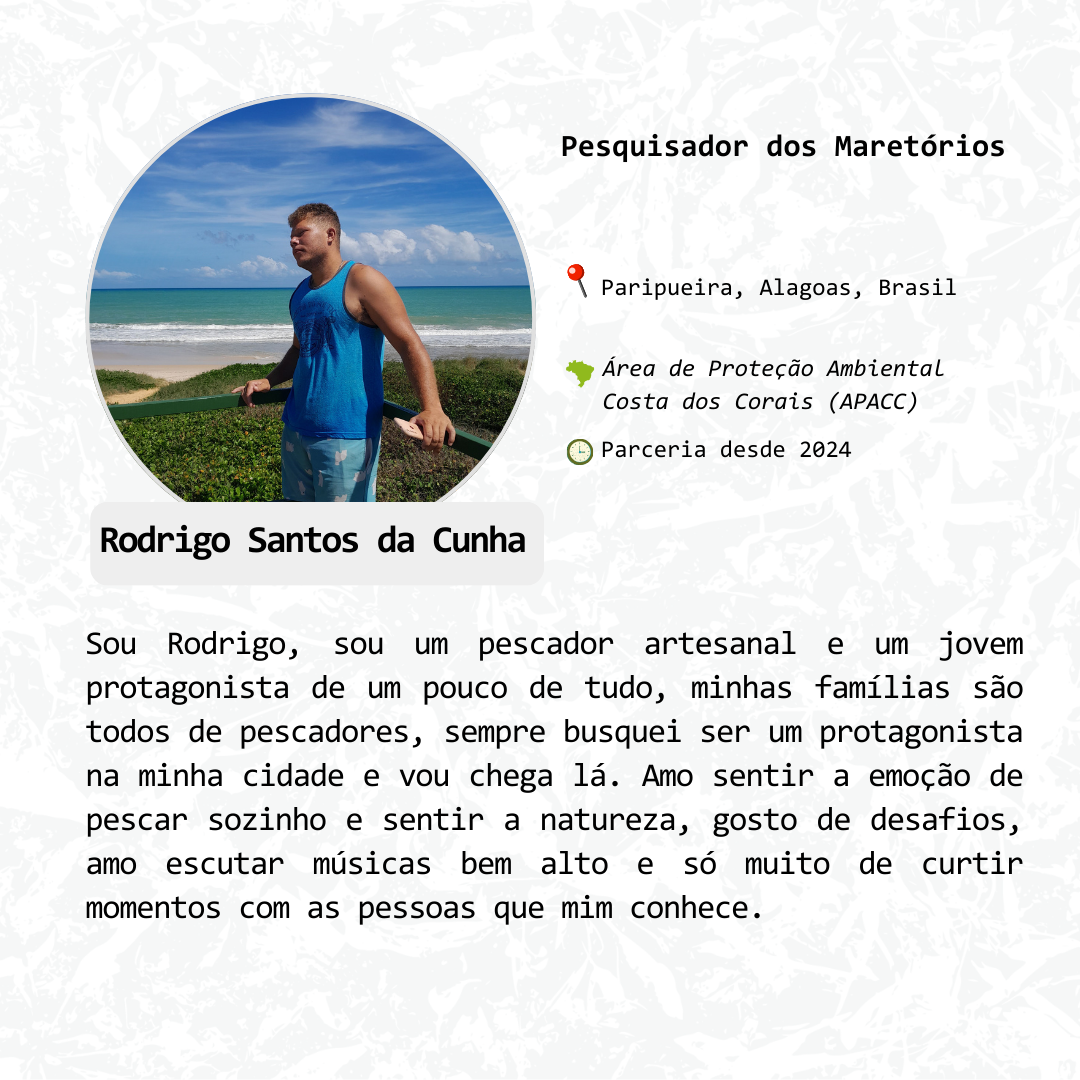 Pesquisador dos Maretórios
Paripueira, Alagoas, Brasil
Área de Proteção Ambiental
Costa dos Corais (APACC)
Parceria desde 2024
Rodrigo Santos da Cunha
Sou Rodrigo, sou um pescador artesanal e um jovem
protagonista de um pouco de tudo, minhas famílias são
todos de pescadores, sempre busquei ser um protagonista
na minha cidade e vou chega lá. Amo sentir a emoção de
pescar sozinho e sentir a natureza, gosto de desafios,
amo escutar músicas bem alto e só muito de curtir
momentos com as pessoas que mim conhece.